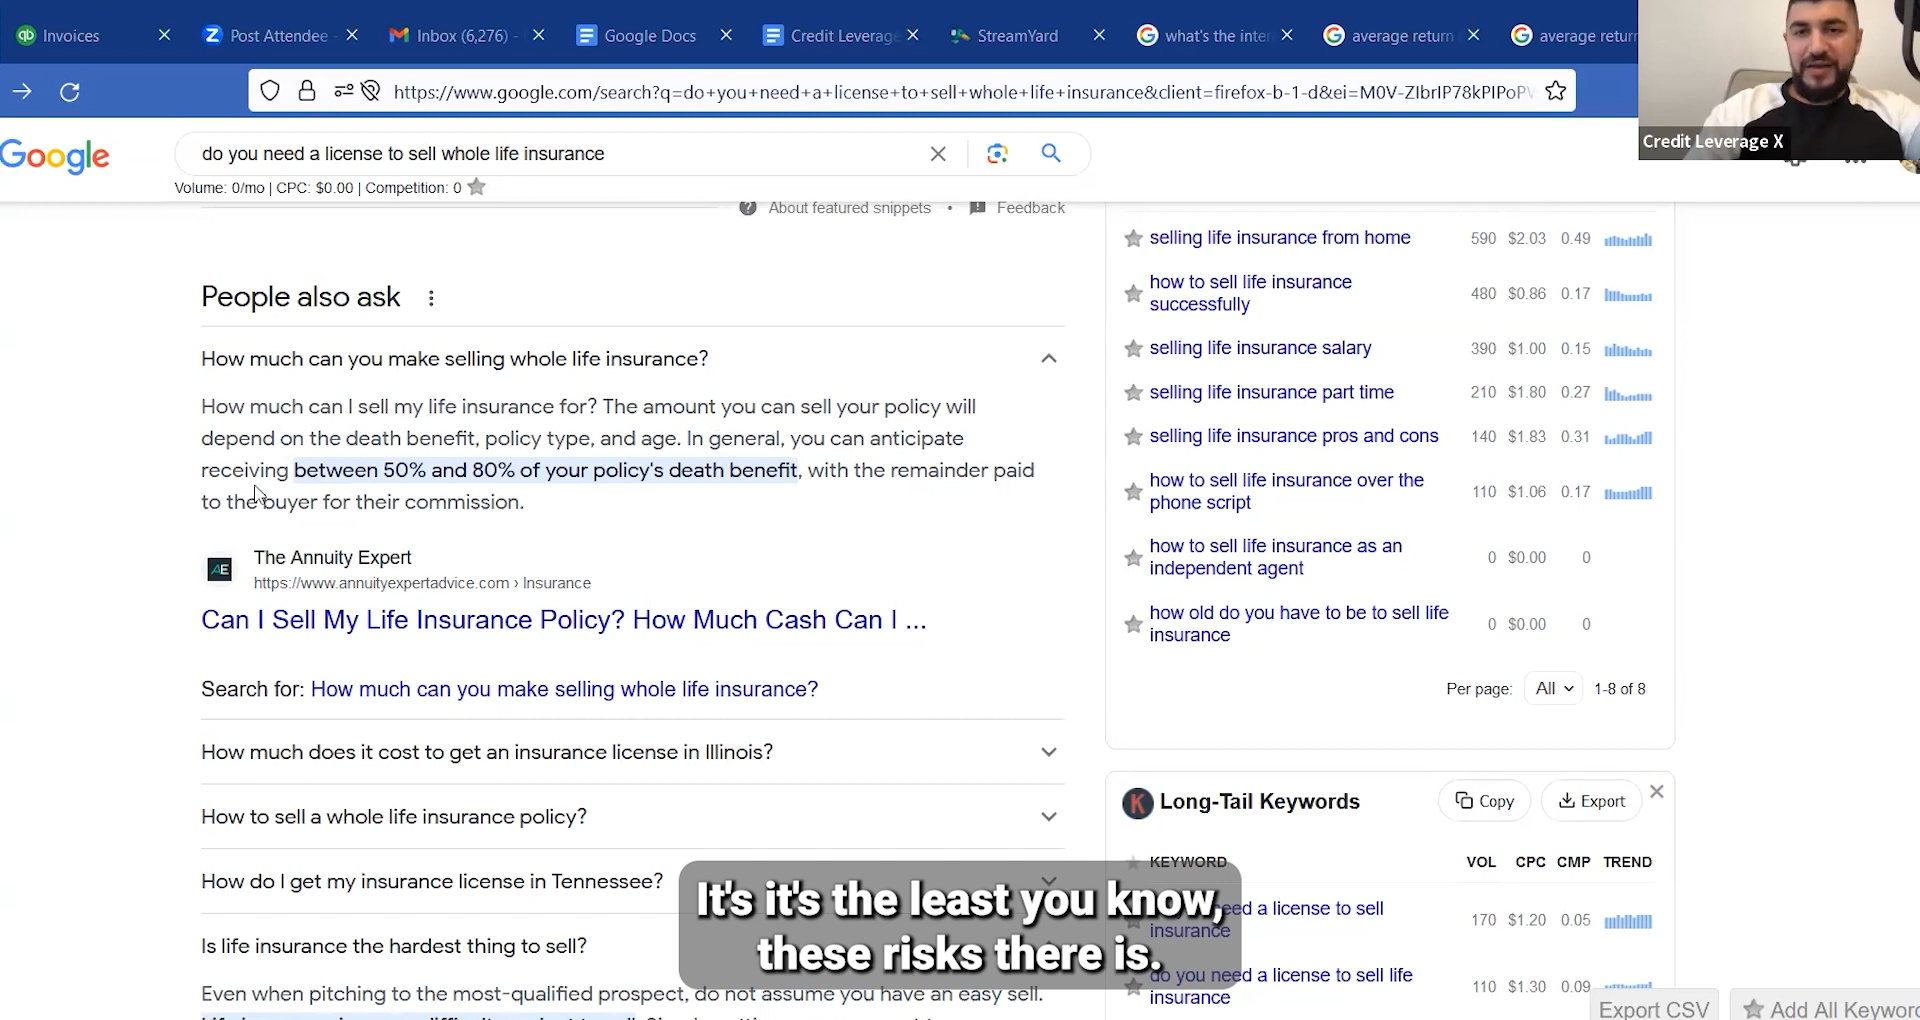 Invoices
Post Attendee -
Inbox (6,276) -
Google Docs
Credit Leverage
StreamYard
what's the inter
average return
average return
https://www.google.com/search?q=do+you+need+a+license+to+sell+whole+life+insurance&client=firefox-b-1-d&ei=M0V-ZIbrIP78kPIPoPV
Credit Leverage X
Google
do you need a license to sell whole life insurance
Volume: 0/mo | CPC: $0.00 | Competition: 0
About featured snippets • Feedback
People also ask
How much can you make selling whole life insurance?
How much can I sell my life insurance for? The amount you can sell your policy will
depend on the death benefit, policy type, and age. In general, you can anticipate
receiving between 50% and 80% of your policy's death benefit, with the remainder paid
to the buyer for their commission.
AE
The Annuity Expert
https://www.annuityexpertadvice.com › Insurance
Can I Sell My Life Insurance Policy? How Much Cash Can I ...
Search for: How much can you make selling whole life insurance?
How much does it cost to get an insurance license in Illinois?
How to sell a whole life insurance policy?
How do I get my insurance license in Tennessee?
Is life insurance the hardest thing to sell?
Even when pitching to the most-qualified prospect, do not assume you have an easy sell.
selling life insurance from home 590 $2.03 0.49
how to sell life insurance
successfully 480 $0.86 0.17
selling life insurance salary 390 $1.00 0.15
selling life insurance part time 210 $1.80 0.27
selling life insurance pros and cons 140 $1.83 0.31
how to sell life insurance over the
phone script 110 $1.06 0.17
how to sell life insurance as an
independent agent 0 $0.00 0
how old do you have to be to sell life
insurance 0 $0.00 0
Per page: All 1-8 of 8
K Long-Tail Keywords Copy Export
KEYWORD VOL CPC CMP TREND
ed a license to sell
insurance 170 $1.20 0.05
do you need a license to sell life
insurance 110 $1.30 0.09
Export CSV Add All Keywor
It's it's the least you know,
these risks there is.